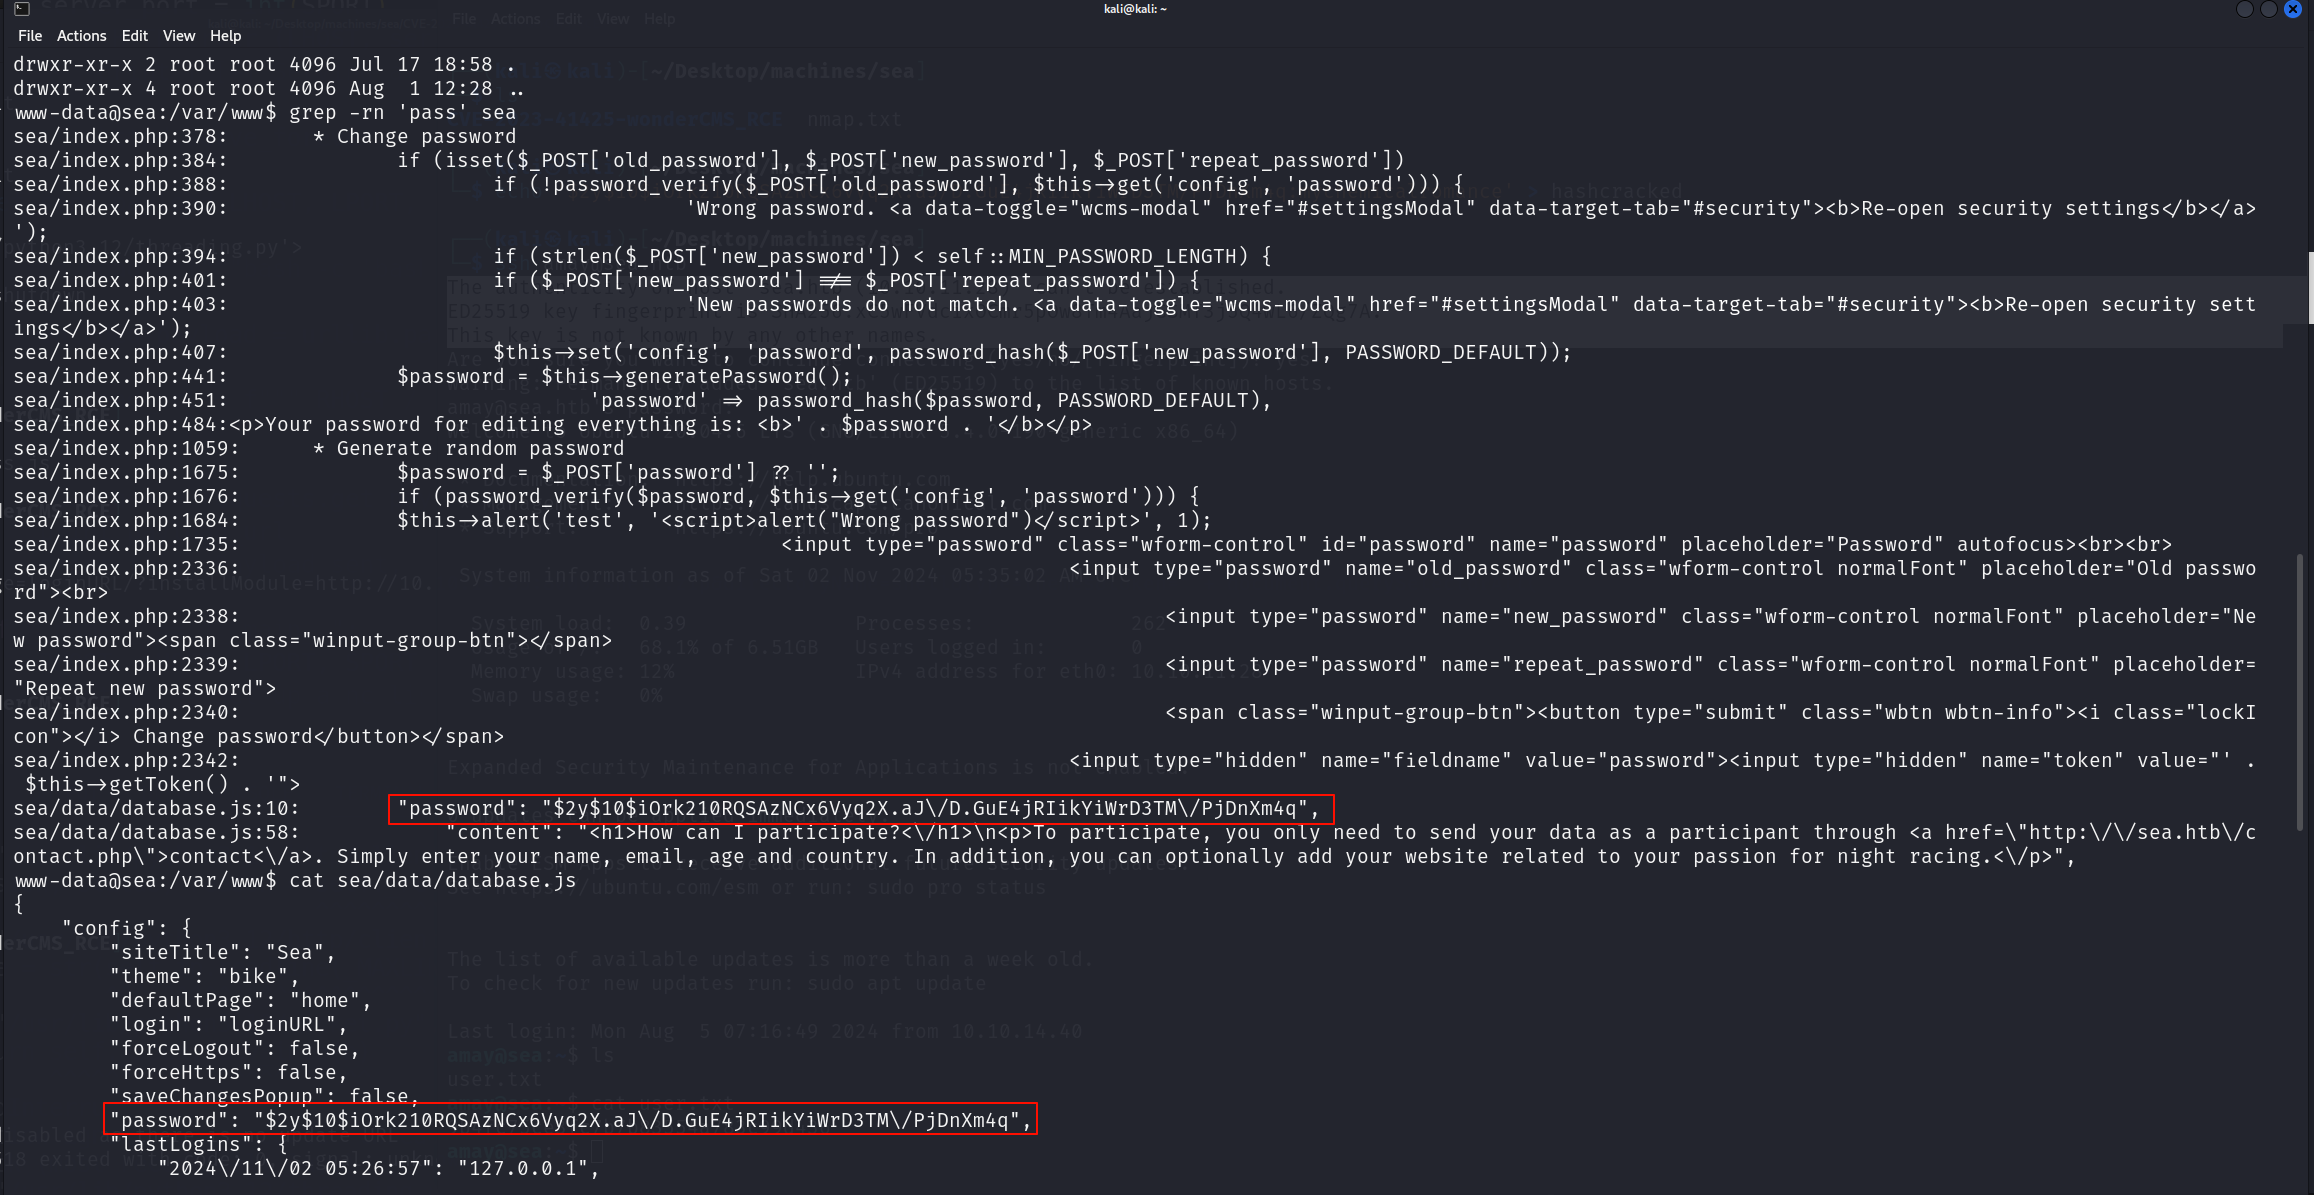 kali@kali: ~
File Actions Edit View Help
drwxr-xr-x 2 root root 4096 Jul 17 18:58 .
drwxr-xr-x 4 root root 4096 Aug  1 12:28 ..
www-data@sea:/var/www$ grep -rn 'pass' sea
sea/index.php:378:       * Change password
sea/index.php:384:              if (isset($_POST['old_password'], $_POST['new_password'], $_POST['repeat_password'])
sea/index.php:388:                      if (!password_verify($_POST['old_password'], $this->get('config', 'password'))) {
sea/index.php:390:                                      'Wrong password. <a data-toggle="wcms-modal" href="#settingsModal" data-target-tab="#security"><b>Re-open security settings</b></a>
');
sea/index.php:394:                      if (strlen($_POST['new_password']) < self::MIN_PASSWORD_LENGTH) {
sea/index.php:401:                      if ($_POST['new_password'] !== $_POST['repeat_password']) {
sea/index.php:403:                                      'New passwords do not match. <a data-toggle="wcms-modal" href="#settingsModal" data-target-tab="#security"><b>Re-open security sett
ings</b></a>');
sea/index.php:407:                      $this->set('config', 'password', password_hash($_POST['new_password'], PASSWORD_DEFAULT));
sea/index.php:441:              $password = $this->generatePassword();
sea/index.php:451:                              'password' => password_hash($password, PASSWORD_DEFAULT),
sea/index.php:484:<p>Your password for editing everything is: <b>' . $password . '</b></p>
sea/index.php:1059:      * Generate random password
sea/index.php:1675:             $password = $_POST['password'] ?? '';
sea/index.php:1676:             if (password_verify($password, $this->get('config', 'password'))) {
sea/index.php:1684:             $this->alert('test', '<script>alert("Wrong password")</script>', 1);
sea/index.php:1735:                                             <input type="password" class="wform-control" id="password" name="password" placeholder="Password" autofocus><br><br>
sea/index.php:2336:                                                                     <input type="password" name="old_password" class="wform-control normalFont" placeholder="Old passwo
rd"><br>
sea/index.php:2338:                                                                             <input type="password" name="new_password" class="wform-control normalFont" placeholder="Ne
w password"><span class="winput-group-btn"></span>
sea/index.php:2339:                                                                             <input type="password" name="repeat_password" class="wform-control normalFont" placeholder=
"Repeat new password">
sea/index.php:2340:                                                                             <span class="winput-group-btn"><button type="submit" class="wbtn wbtn-info"><i class="lockI
con"></i> Change password</button></span>
sea/index.php:2342:                                                                     <input type="hidden" name="fieldname" value="password"><input type="hidden" name="token" value="' .
 $this->getToken() . '">
sea/data/database.js:10:        "password": "$2y$10$iOrk210RQSAzNCx6Vyq2X.aJ\/D.GuE4jRIikYiWrD3TM\/PjDnXm4q",
sea/data/database.js:58:            "content": "<h1>How can I participate?<\/h1>\n<p>To participate, you only need to send your data as a participant through <a href=\"http:\/\/sea.htb\/c
ontact.php\">contact<\/a>. Simply enter your name, email, age and country. In addition, you can optionally add your website related to your passion for night racing.<\/p>",
www-data@sea:/var/www$ cat sea/data/database.js
{
    "config": {
        "siteTitle": "Sea",
        "theme": "bike",
        "defaultPage": "home",
        "login": "loginURL",
        "forceLogout": false,
        "forceHttps": false,
        "saveChangesPopup": false,
        "password": "$2y$10$iOrk210RQSAzNCx6Vyq2X.aJ\/D.GuE4jRIikYiWrD3TM\/PjDnXm4q",
        "lastLogins": {
            "2024\/11\/02 05:26:57": "127.0.0.1",